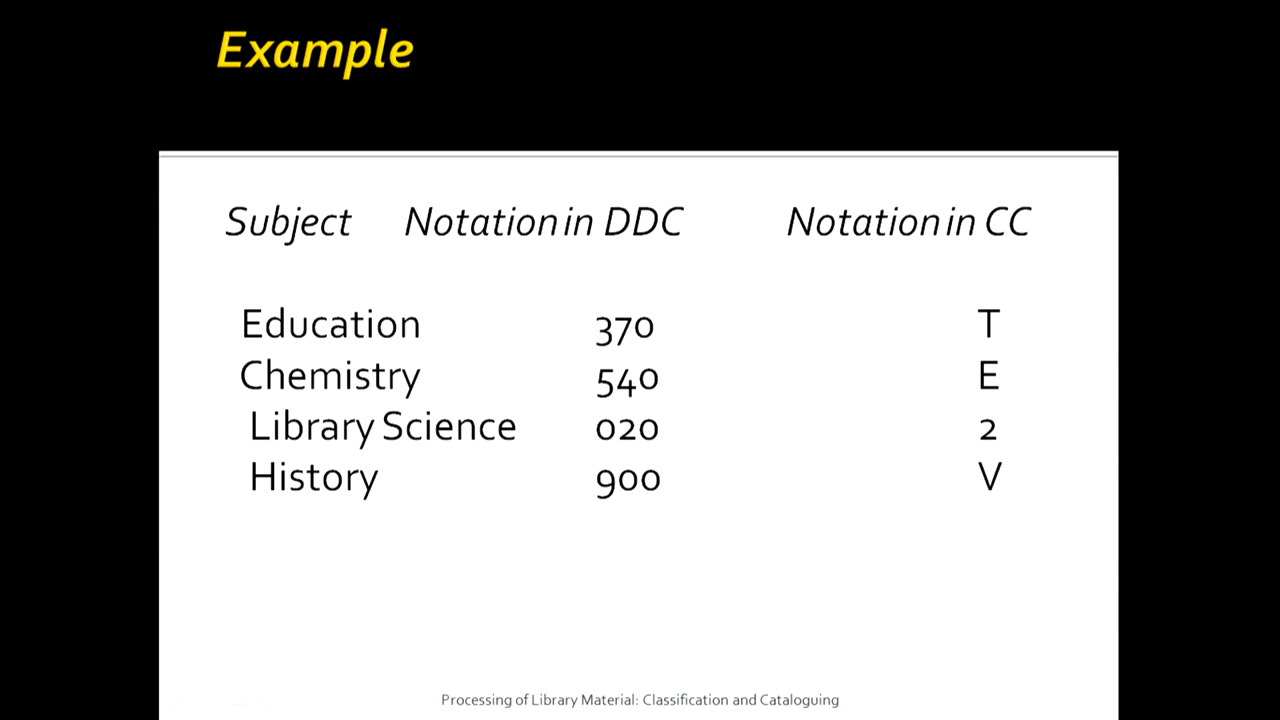 Example
Subject Notation in DDC Notation in CC
Education 370 T
Chemistry 540 E
Library Science 020 2
History 900 V
Processing of Library Material: Classification and Cataloguing